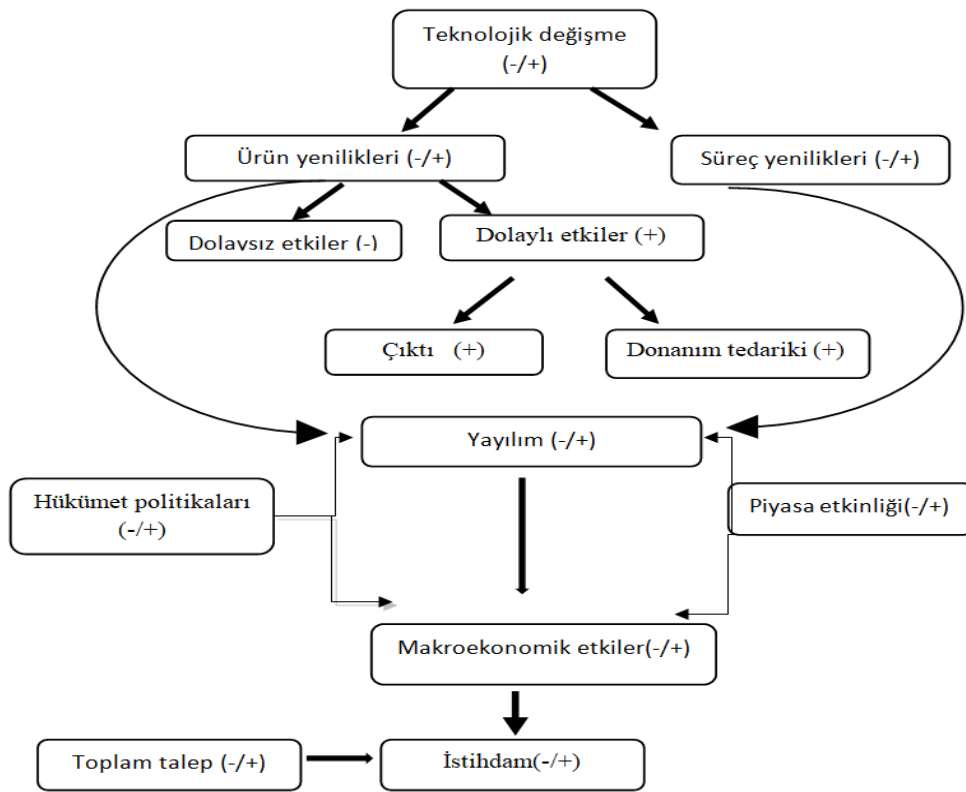 Teknolojik değişme
(-/+)
Ürün yenilikleri (-/+)
Süreç yenilikleri (-/+)
Dolaysız etkiler (-)
Dolaylı etkiler (+)
Çıktı (+)
Donanım tedariki (+)
Yayılım (-/+)
Hükümet politikaları
(-/+)
Piyasa etkinliği(-/+)
Makroekonomik etkiler(-/+)
Toplam talep (-/+)
İstihdam(-/+)